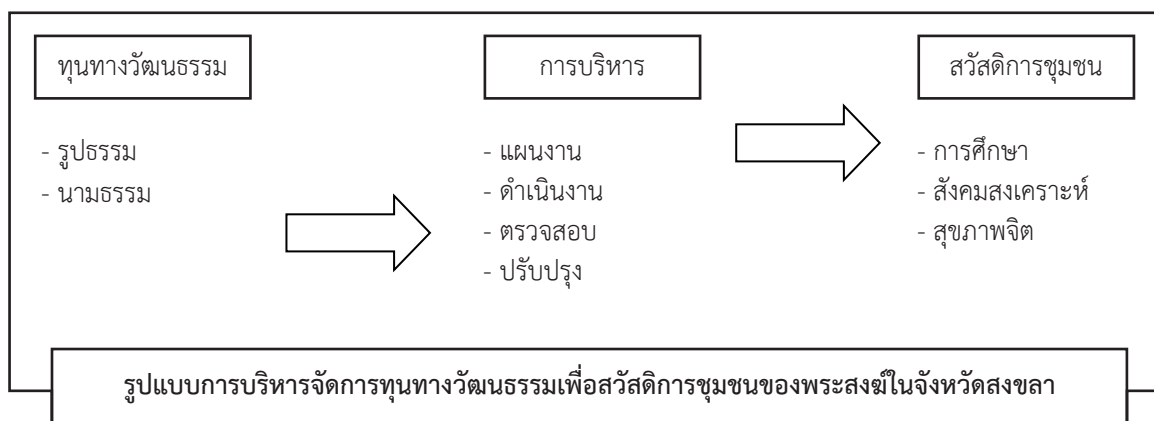 ทุนทางวัฒนธรรม
- รูปธรรม
- นามธรรม
การบริหาร
- แผนงาน
- ดำเนินงาน
- ตรวจสอบ
- ปรับปรุง
สวัสดิการชุมชน
- การศึกษา
- สังคมสงเคราะห์
- สุขภาพจิต
รูปแบบการบริหารจัดการทุนทางวัฒนธรรมเพื่อสวัสดิการชุมชนของพระสงฆ์ในจังหวัดสงขลา